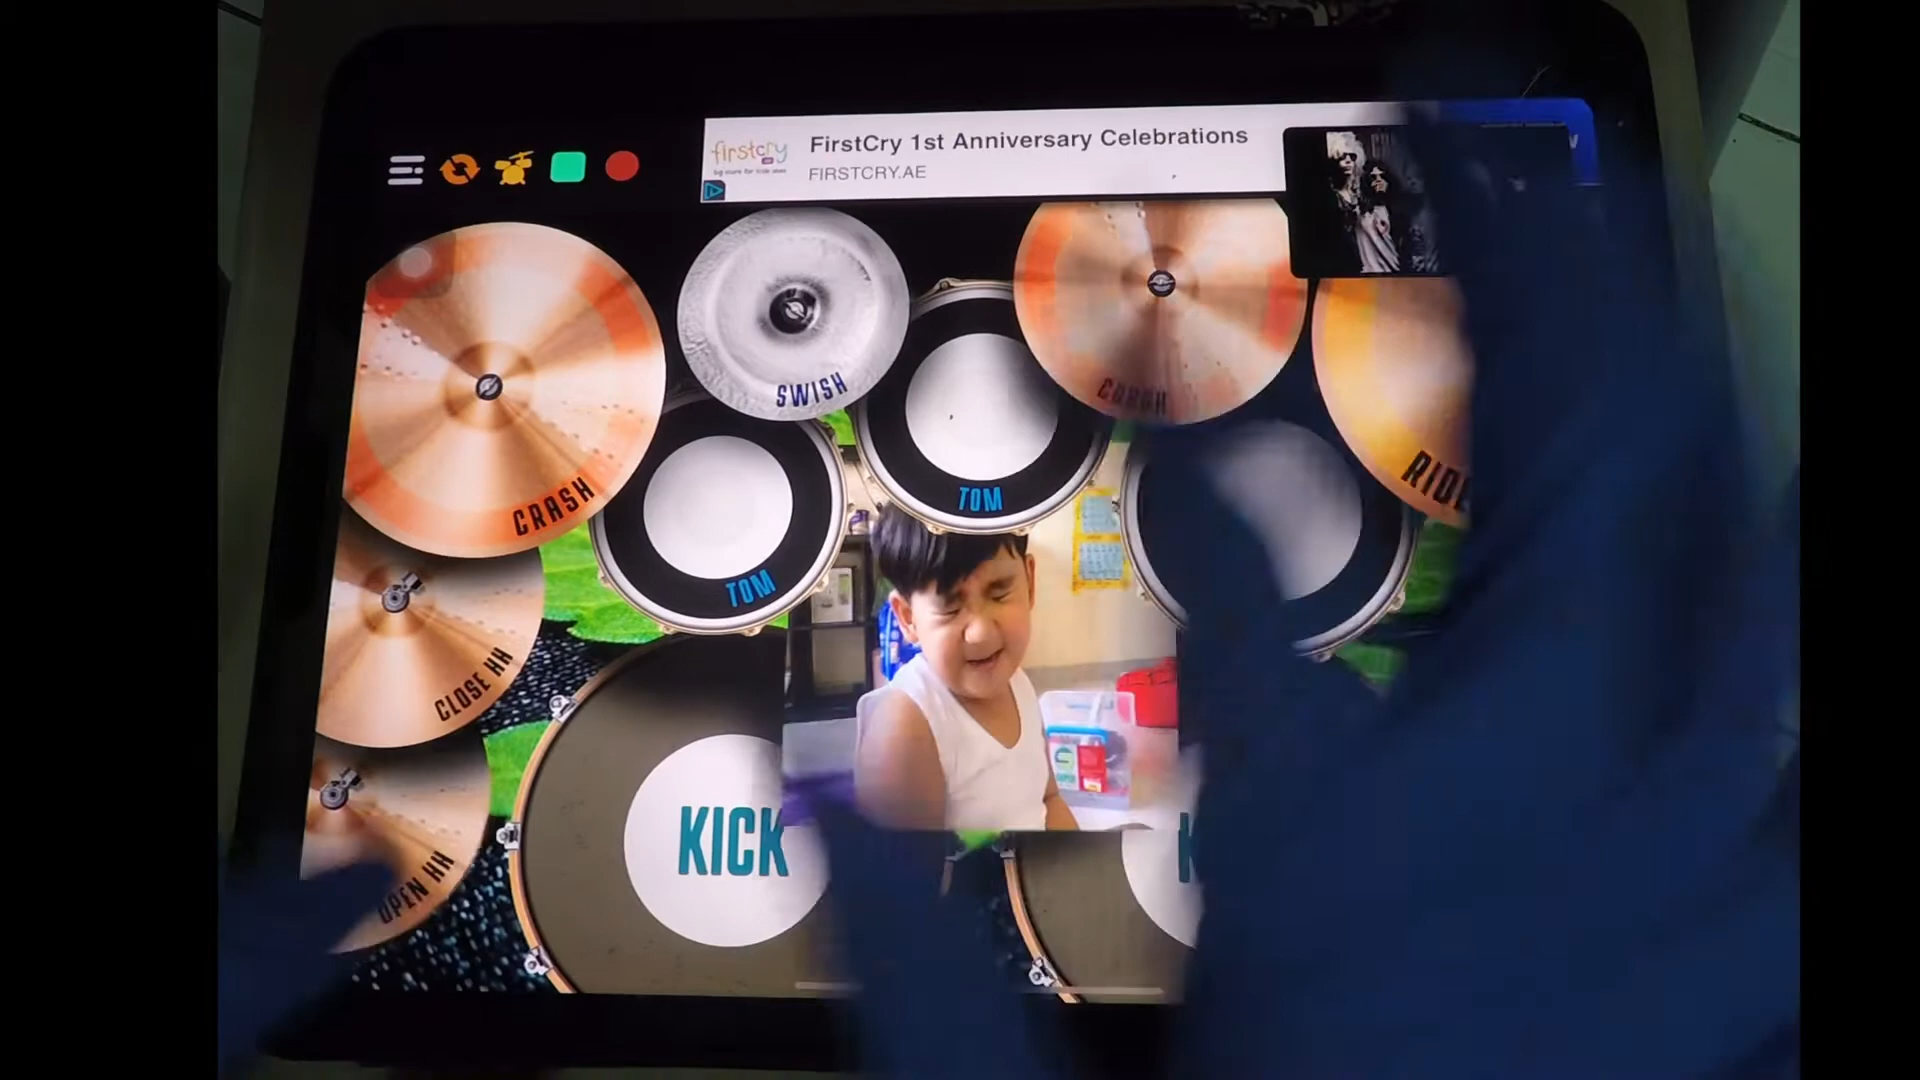 firstcry
FirstCry 1st Anniversary Celebrations
FIRSTCRY.AE
SWISH
CRASH
CRASH
RIDE
TOM
TOM
CLOSE HH
OPEN HH
KICK
K